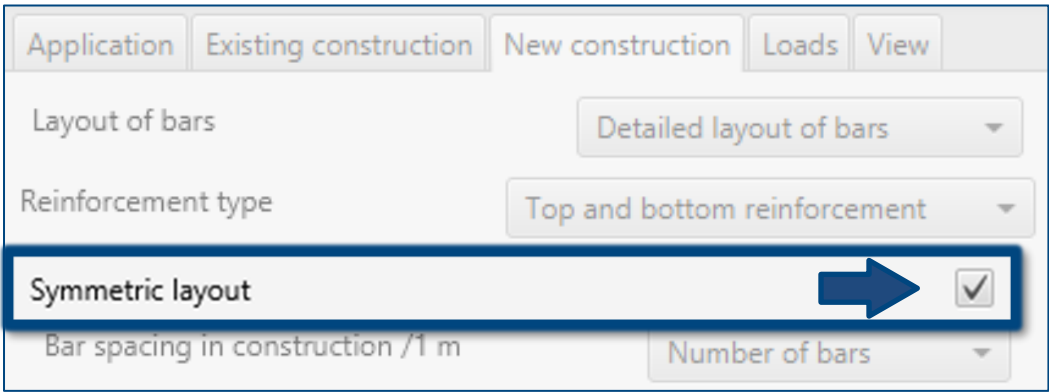 Application Existing construction New construction Loads View
Layout of bars Detailed layout of bars
Reinforcement type Top and bottom reinforcement
Symmetric layout
Bar spacing in construction /1 m Number of bars